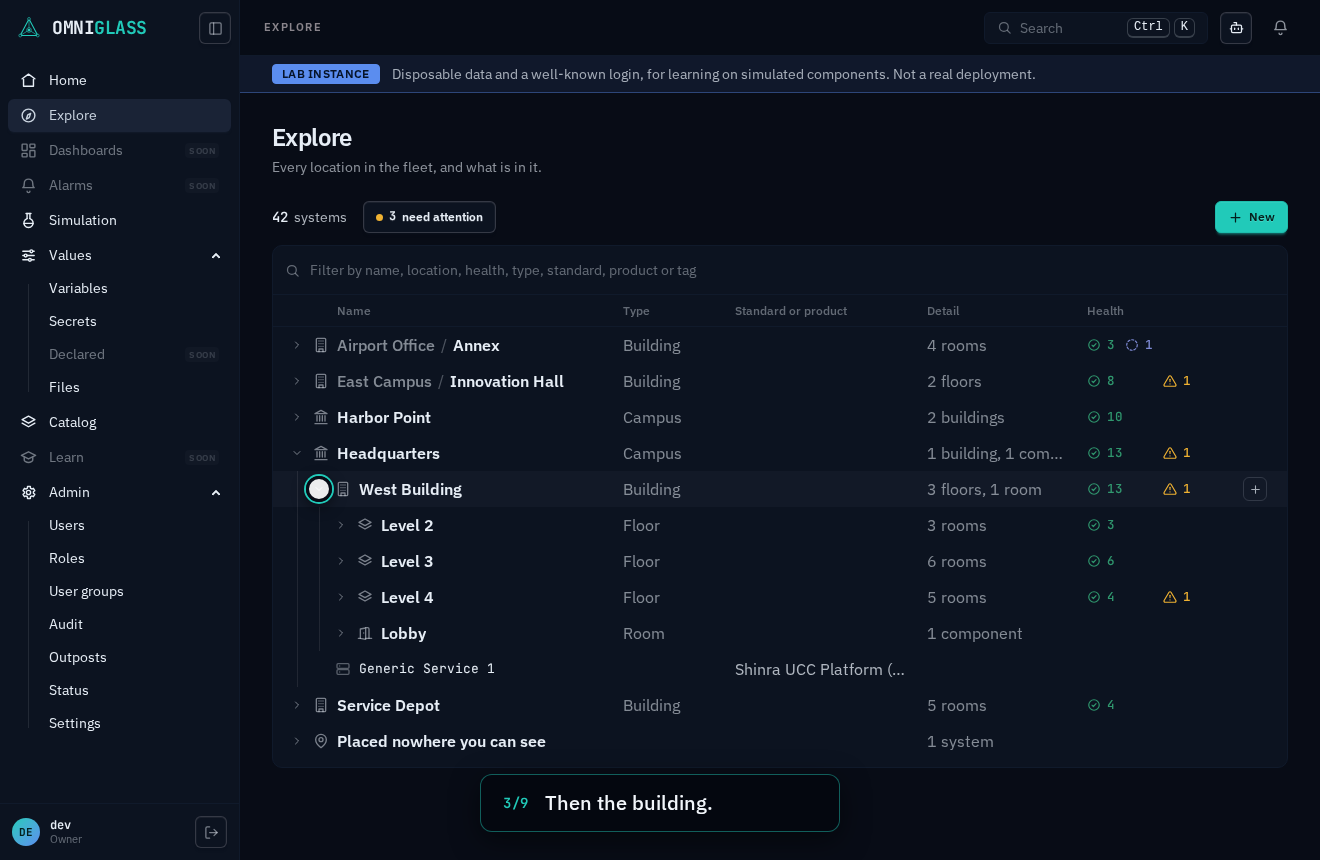 OMNIGLASS
EXPLORE
Search
Ctrl K
Home
Explore
Dashboards SOON
Alarms SOON
Simulation
Values
Variables
Secrets
Declared SOON
Files
Catalog
Learn SOON
Admin
Users
Roles
User groups
Audit
Outposts
Status
Settings
DE
dev
Owner
LAB INSTANCE Disposable data and a well-known login, for learning on simulated components. Not a real deployment.
Explore
Every location in the fleet, and what is in it.
42 systems 3 need attention
New
Filter by name, location, health, type, standard, product or tag
Name Type Standard or product Detail Health
Airport Office / Annex Building 4 rooms 3 1
East Campus / Innovation Hall Building 2 floors 8 1
Harbor Point Campus 2 buildings 10
Headquarters Campus 1 building, 1 com... 13 1
West Building Building 3 floors, 1 room 13 1
Level 2 Floor 3 rooms 3
Level 3 Floor 6 rooms 6
Level 4 Floor 5 rooms 4 1
Lobby Room 1 component
Generic Service 1 Shinra UCC Platform (...
Service Depot Building 5 rooms 4
Placed nowhere you can see 1 system
3/9 Then the building.